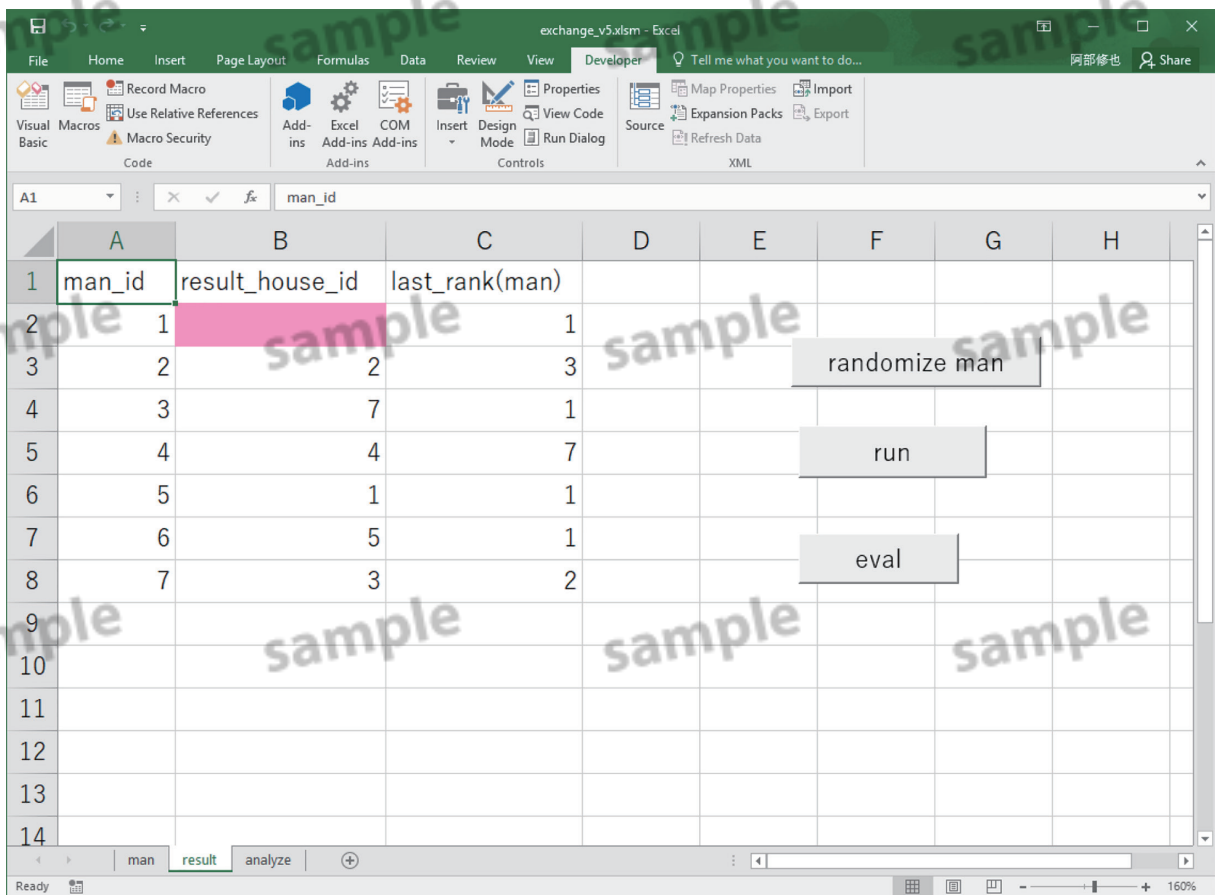 exchange_v5.xlsm - Excel
File Home Insert Page Layout Formulas Data Review View Developer Tell me what you want to do... 阿部修也 Share
Visual Basic
Macros
Record Macro
Use Relative References
Macro Security
Code
Add-ins
Excel Add-ins
COM Add-ins
Add-ins
Insert
Design Mode
Properties
View Code
Run Dialog
Controls
Source
Map Properties
Expansion Packs
Refresh Data
Import
Export
XML
A1 fx man_id
A B C D E F G H
1 man_id result_house_id last_rank(man)
2 1 1
3 2 2 3
randomize man
4 3 7 1
5 4 4 7
run
6 5 1 1
7 6 5 1
eval
8 7 3 2
9
10
11
12
13
14
man result analyze
Ready 160%
sample sample sample sample
sample sample sample sample
sample sample sample sample